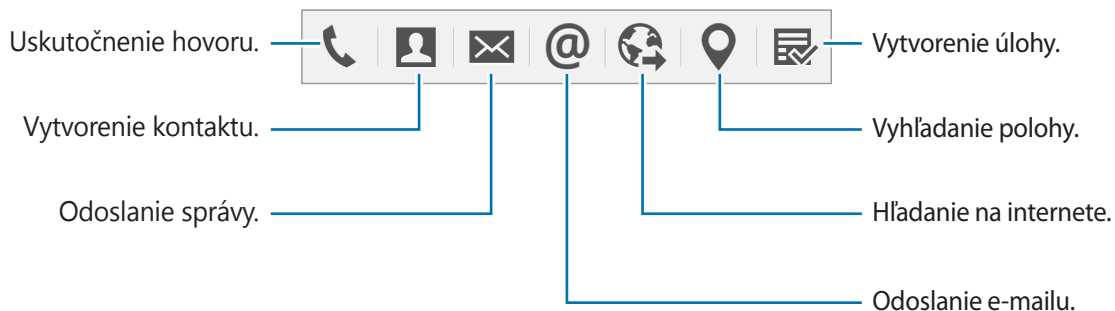 Uskutočnenie hovoru.
Vytvorenie kontaktu.
Odoslanie správy.
Vytvorenie úlohy.
Vyhľadanie polohy.
Hľadanie na internete.
Odoslanie e-mailu.